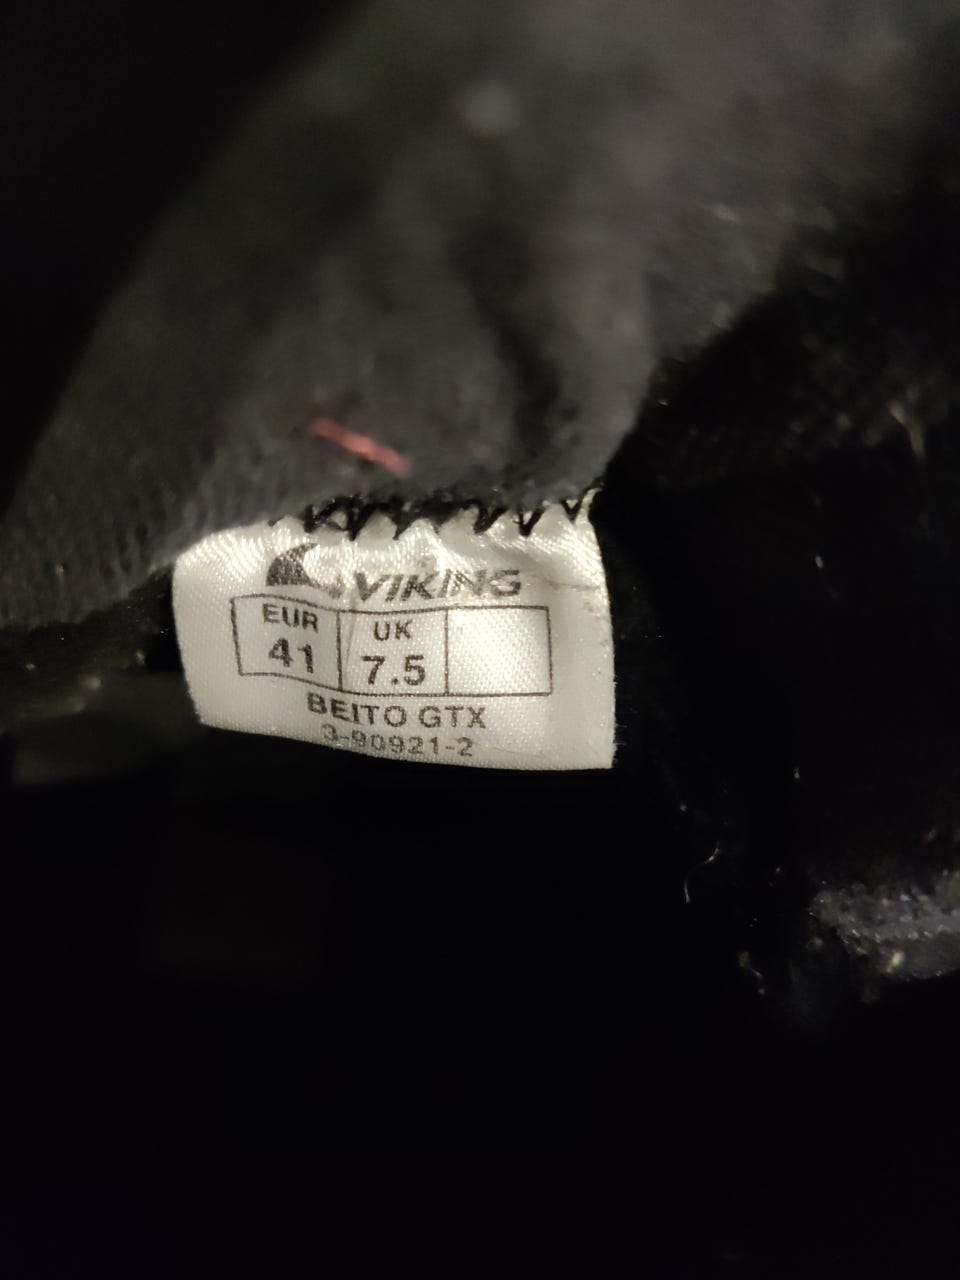 VIKING
EUR UK
41 7.5
BEITO GTX
3-90921-2